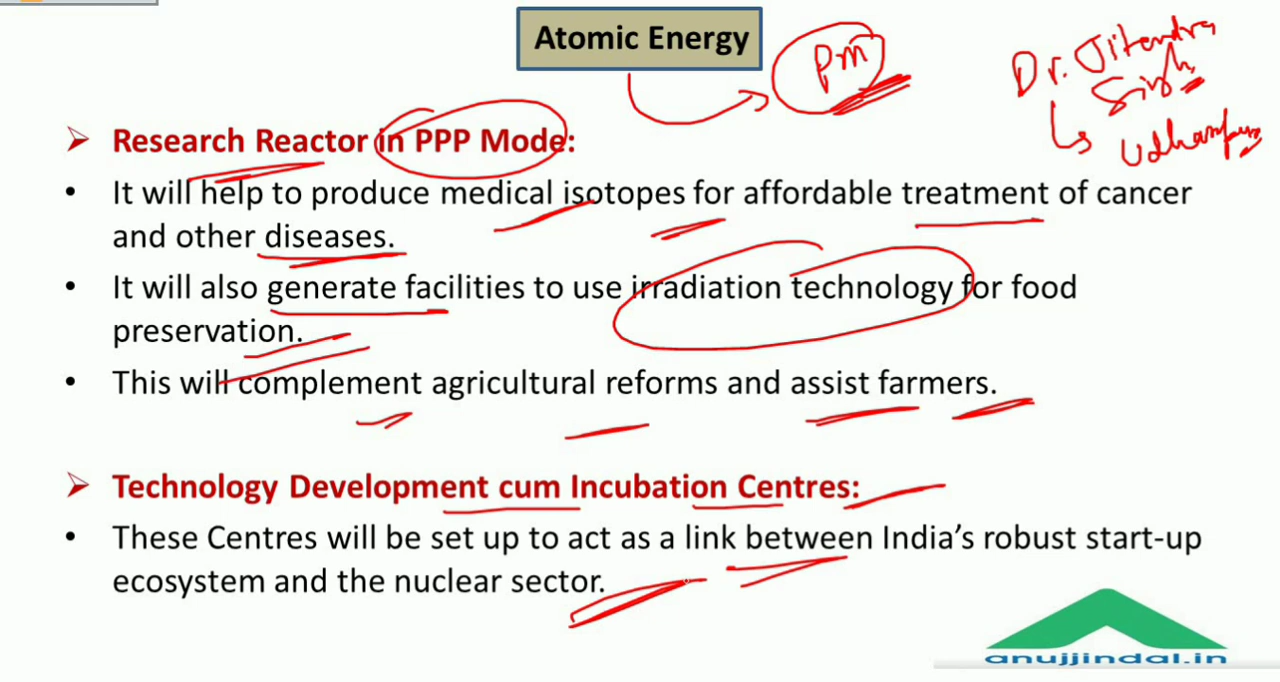 Atomic Energy
Pm
Dr. Jitendra
Singh
Udhampur
➢ Research Reactor in PPP Mode:
• It will help to produce medical isotopes for affordable treatment of cancer
and other diseases.
• It will also generate facilities to use irradiation technology for food
preservation.
• This will complement agricultural reforms and assist farmers.
➢ Technology Development cum Incubation Centres:
• These Centres will be set up to act as a link between India’s robust start-up
ecosystem and the nuclear sector.
anujjindal.in